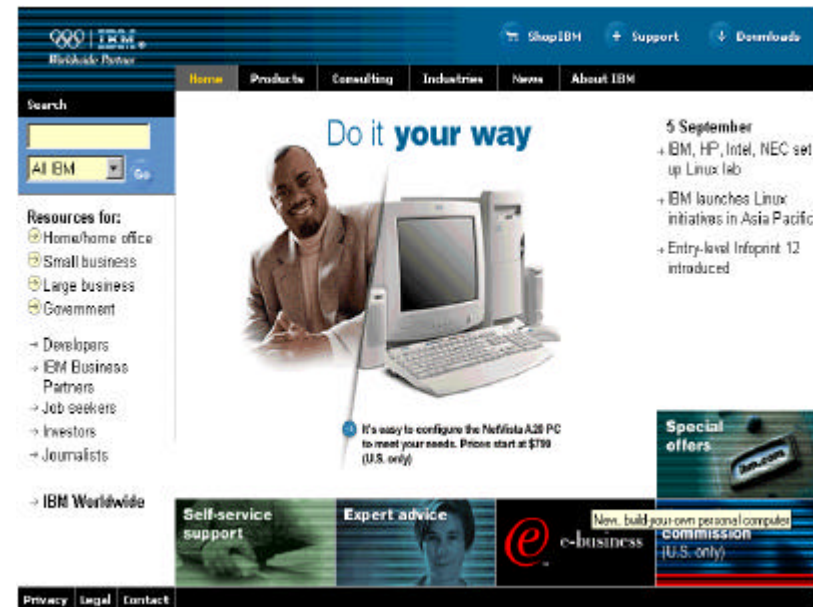 IBM
Worldwide Partner
Shop IBM
Support
Downloads
Home
Products
Consulting
Industries
News
About IBM
Search
All IBM
Go
Resources for:
Home/home office
Small business
Large business
Government
→ Developers
→ IBM Business
Partners
→ Job seekers
→ Investors
→ Journalists
→ IBM Worldwide
Do it your way
It's easy to configure the NetVista A20 PC
to meet your needs. Prices start at $799
(U.S. only)
5 September
IBM, HP, Intel, NEC set
up Linux lab
IBM launches Linux
initiatives in Asia Pacific
Entry-level Infoprint 12
introduced
Special
offers
ibm.com
Self-service
support
Expert advice
e
e-business
New, build-your-own personal computer
commission
(U.S. only)
Privacy
Legal
Contact